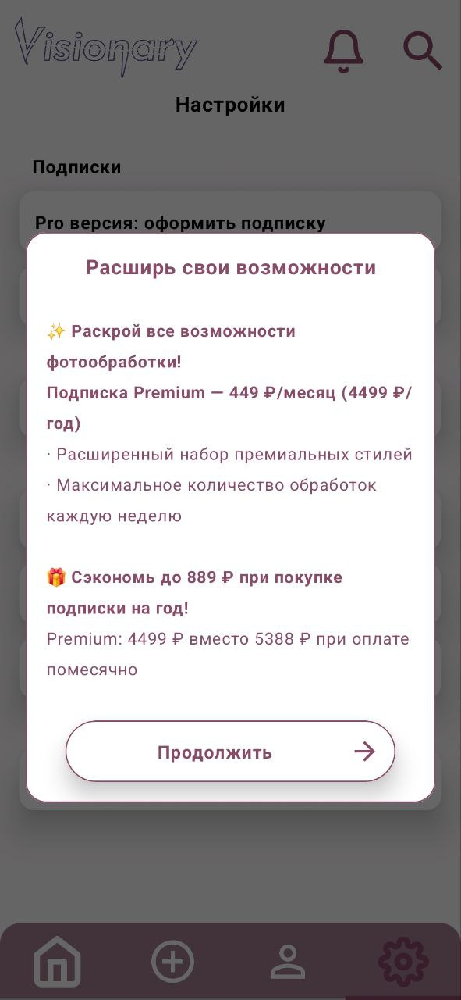 Visionary
Настройки
Подписки
Pro версия: оформить подписку
Расширь свои возможности
✨ Раскрой все возможности
фотообработки!
Подписка Premium — 449 ₽/месяц (4499 ₽/
год)
· Расширенный набор премиальных стилей
· Максимальное количество обработок
каждую неделю
🎁 Сэкономь до 889 ₽ при покупке
подписки на год!
Premium: 4499 ₽ вместо 5388 ₽ при оплате
помесячно
Продолжить